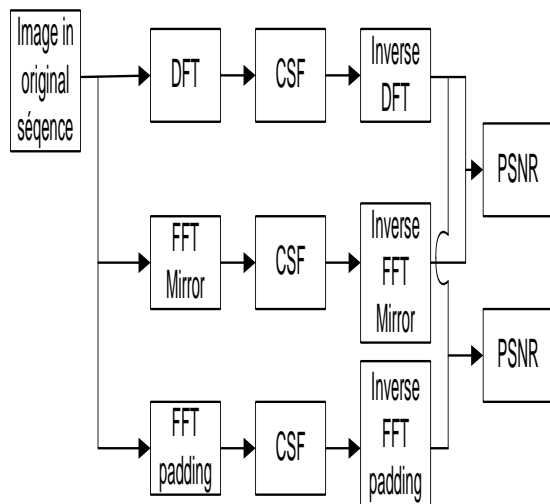 Image in
original
séqence
DFT
CSF
Inverse
DFT
PSNR
FFT
Mirror
CSF
Inverse
FFT
Mirror
PSNR
FFT
padding
CSF
Inverse
FFT
padding